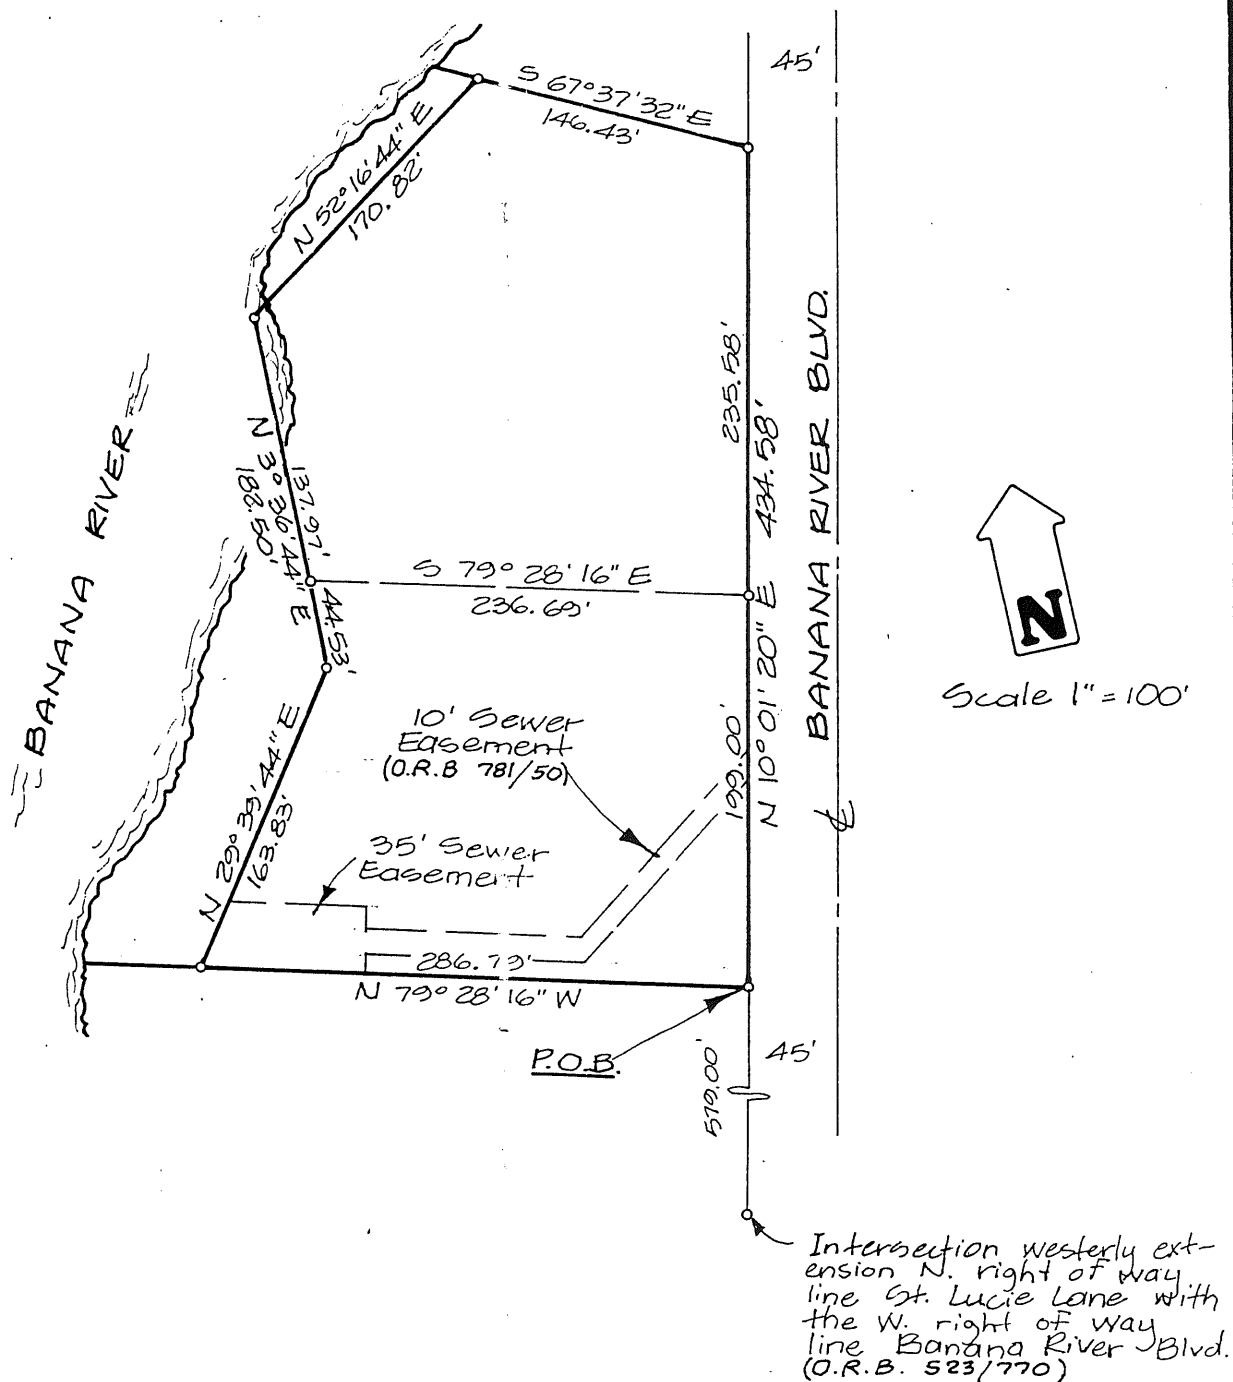 45'
S 67°37'32" E
146.43'
N 52°16'44" E
170.82'
BANANA RIVER
N 3°36'44" E
137.97'
182.50'
44.53'
235.58'
N 10°01'20" E 434.58'
BANANA RIVER BLVD.
S 79°28'16" E
236.69'
N
Scale 1"=100'
10' Sewer
Easement
(O.R.B 781/50)
199.00'
35' Sewer
Easement
N 29°39'44" E
163.83'
286.79'
N 79°28'16" W
P.O.B.
45'
519.00'
Intersection westerly ext-
ension N. right of way
line St. Lucie Lane with
the W. right of way
line Banana River Blvd.
(O.R.B. 523/770)